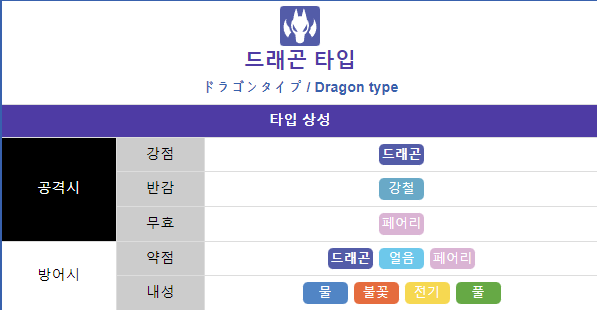 드래곤 타입
ドラゴンタイプ / Dragon type
타입 상성
공격시
강점 드래곤
반감 강철
무효 페어리
방어시
약점 드래곤 얼음 페어리
내성 물 불꽃 전기 풀